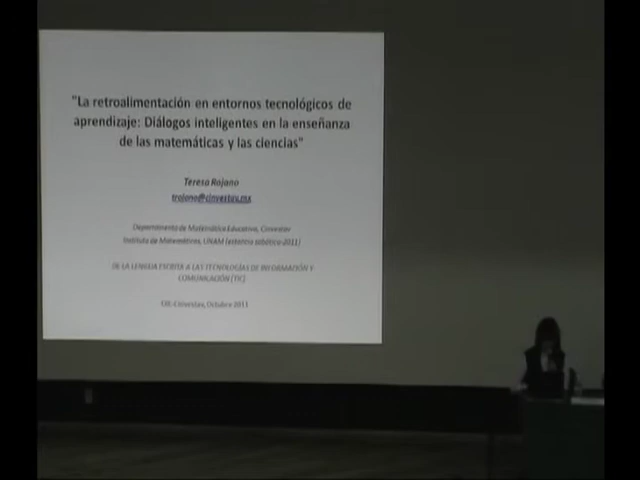 "La retroalimentación en entornos tecnológicos de
aprendizaje: Diálogos inteligentes en la enseñanza
de las matemáticas y las ciencias"
Teresa Rojano
trojano@cinvestav.mx
Departamento de Matemática Educativa, Cinvestav
Instituto de Matemáticas, UNAM (estancia sabática-2011)
DE LA LENGUA ESCRITA A LAS TECNOLOGÍAS DE INFORMACIÓN Y
COMUNICACIÓN (TIC)
Cinvestav, Octubre 2011